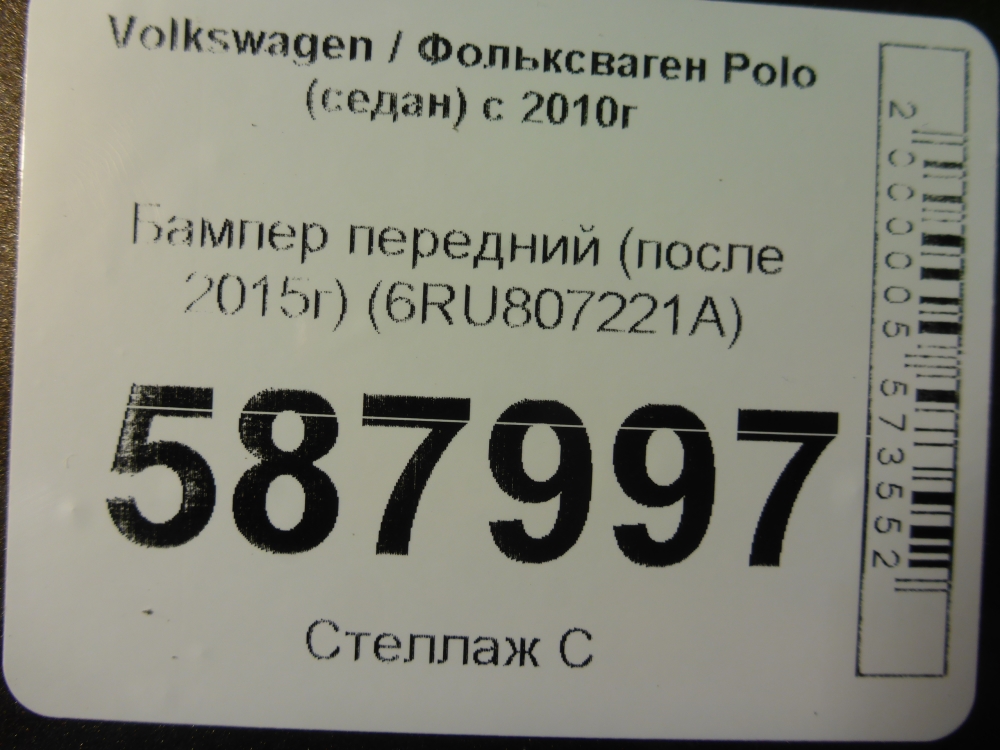 Volkswagen / Фольксваген Polo
(седан) с 2010г
Бампер передний (после
2015г) (6RU807221A)
587997
Стеллаж С
2000005573552